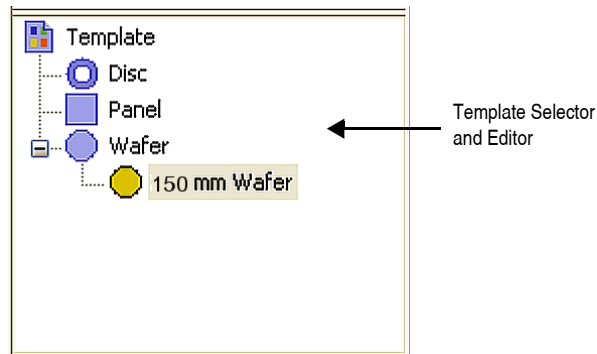 Template
Disc
Panel
Wafer
150 mm Wafer
Template Selector
and Editor